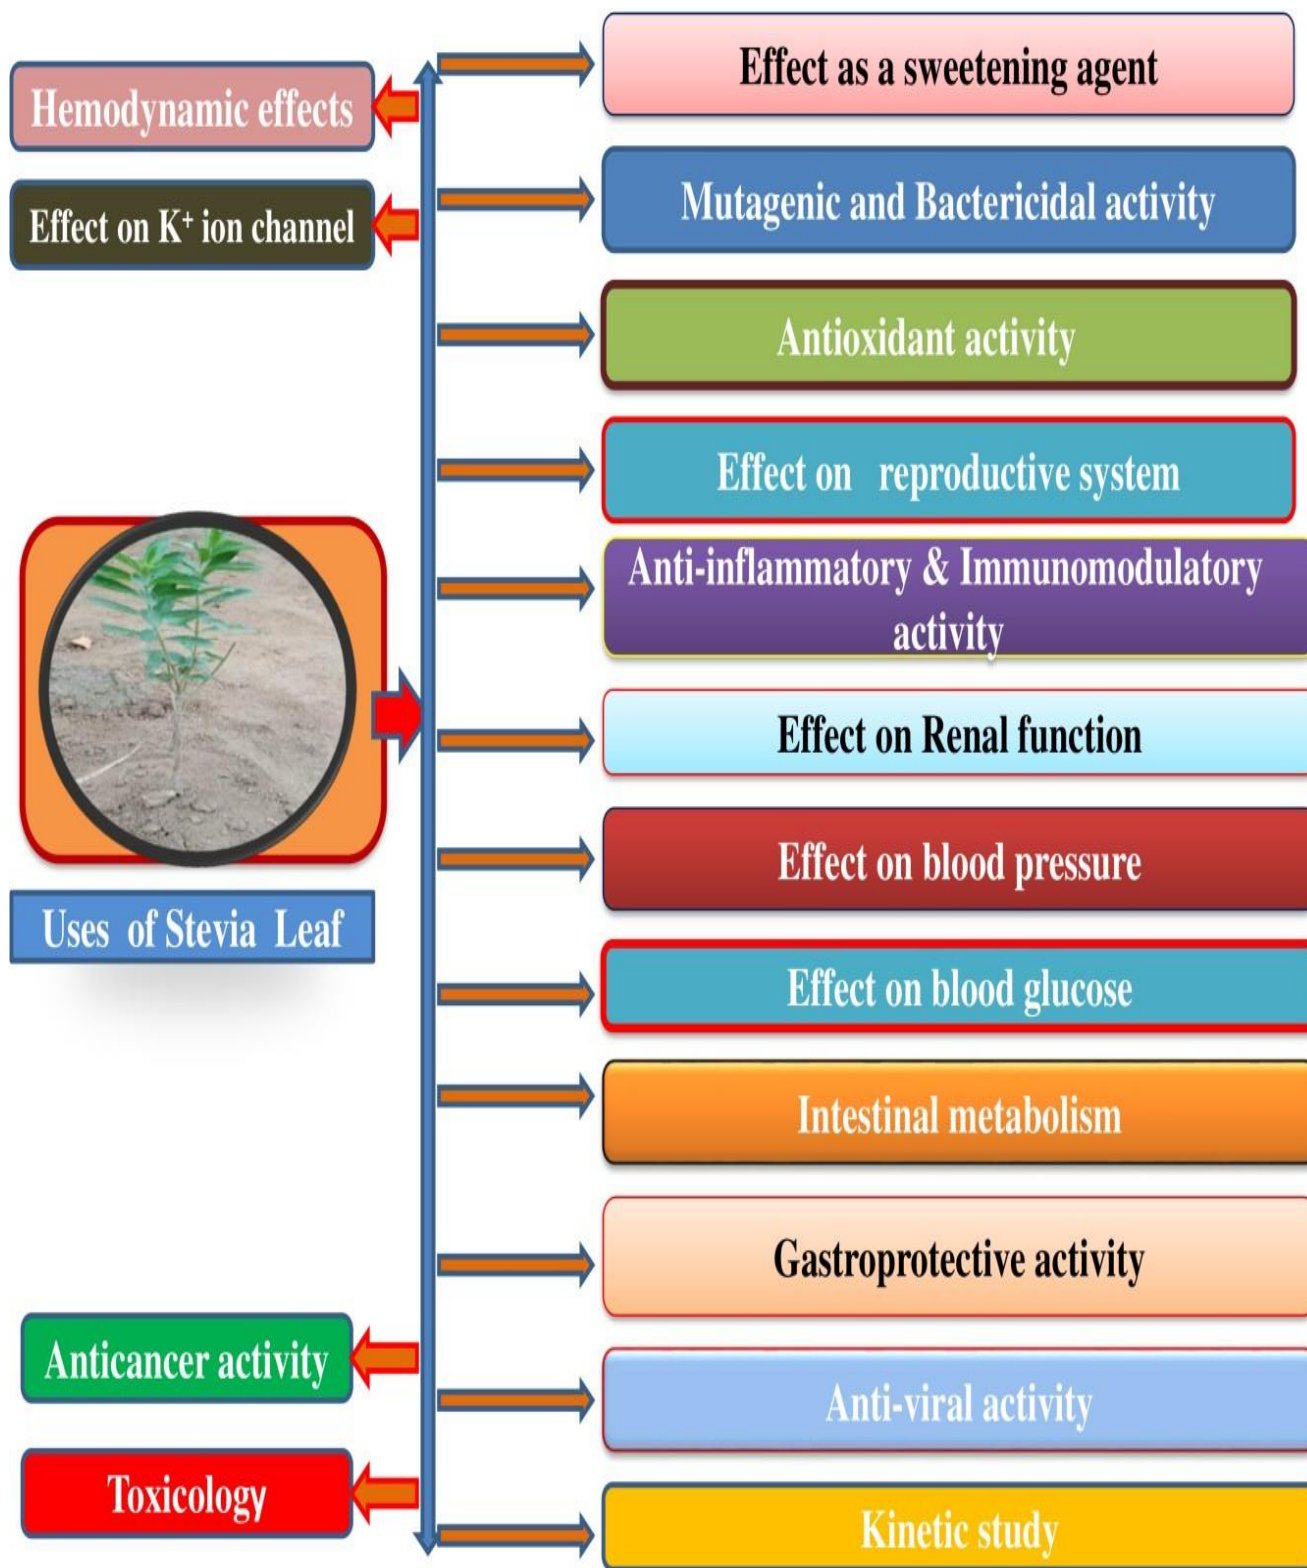 Hemodynamic effects
Effect on K⁺ ion channel
Uses of Stevia Leaf
Anticancer activity
Toxicology
Effect as a sweetening agent
Mutagenic and Bactericidal activity
Antioxidant activity
Effect on reproductive system
Anti-inflammatory & Immunomodulatory
activity
Effect on Renal function
Effect on blood pressure
Effect on blood glucose
Intestinal metabolism
Gastroprotective activity
Anti-viral activity
Kinetic study